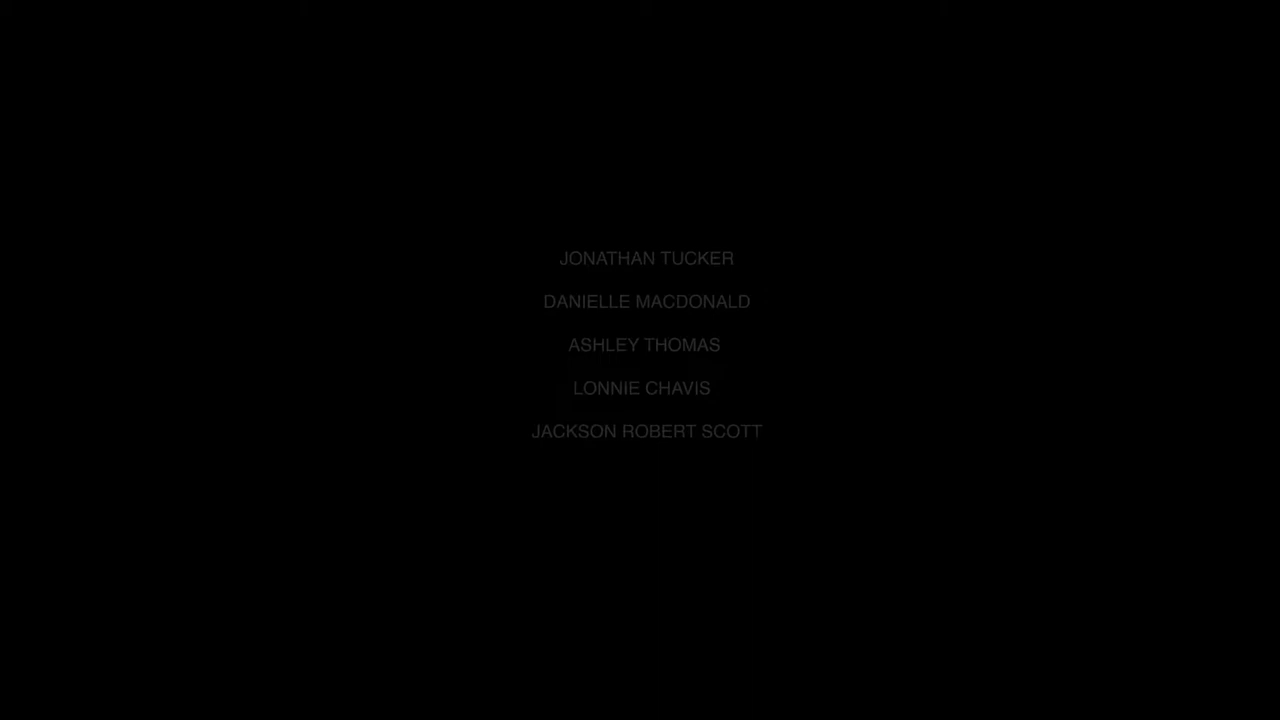 JONATHAN TUCKER
DANIELLE MACDONALD
ASHLEY THOMAS
LONNIE CHAVIS
JACKSON ROBERT SCOTT